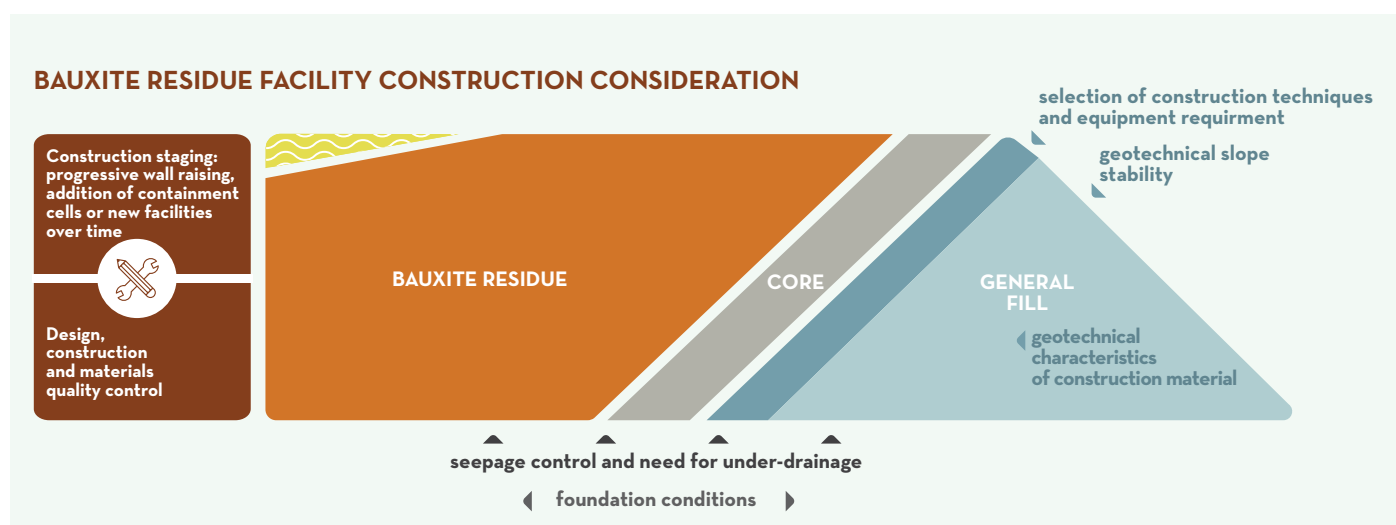 BAUXITE RESIDUE FACILITY CONSTRUCTION CONSIDERATION
selection of construction techniques
and equipment requirment
geotechnical slope
stability
Construction staging:
progressive wall raising,
addition of containment
cells or new facilities
over time
Design,
construction
and materials
quality control
BAUXITE RESIDUE
CORE
GENERAL
FILL
geotechnical
characteristics
of construction material
seepage control and need for under-drainage
foundation conditions